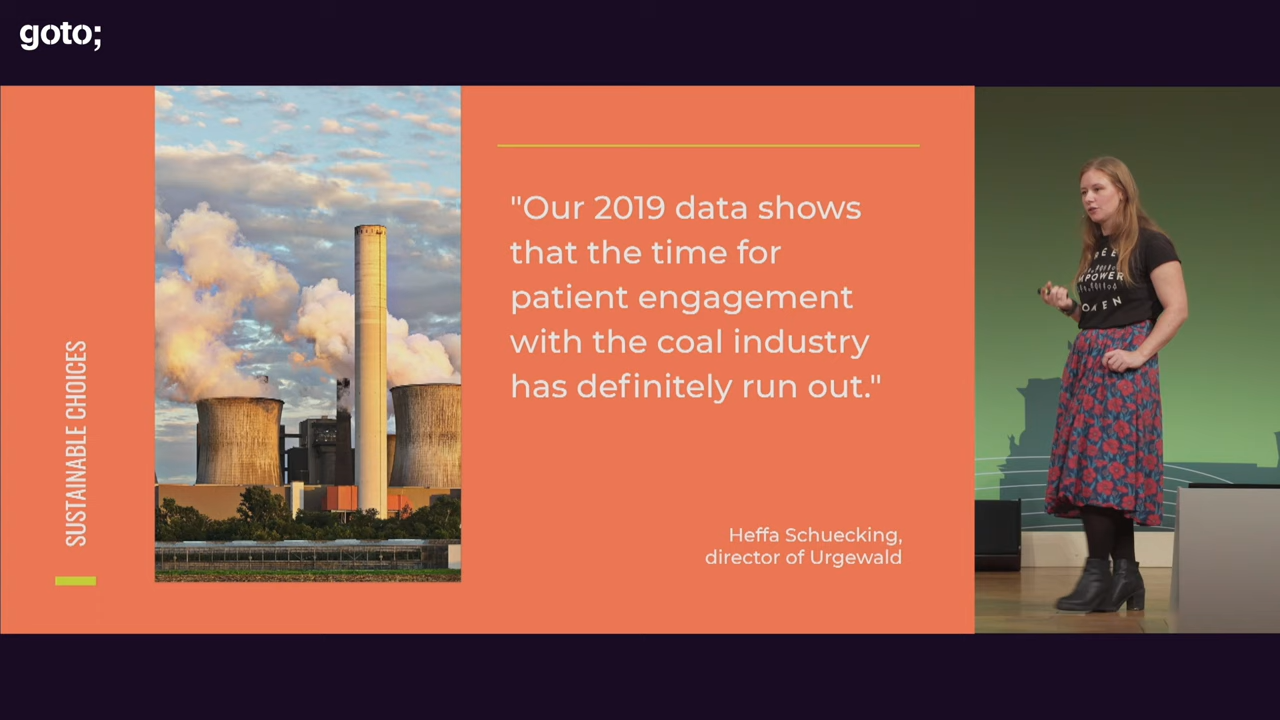 goto;
SUSTAINABLE CHOICES
"Our 2019 data shows
that the time for
patient engagement
with the coal industry
has definitely run out."
Heffa Schuecking,
director of Urgewald